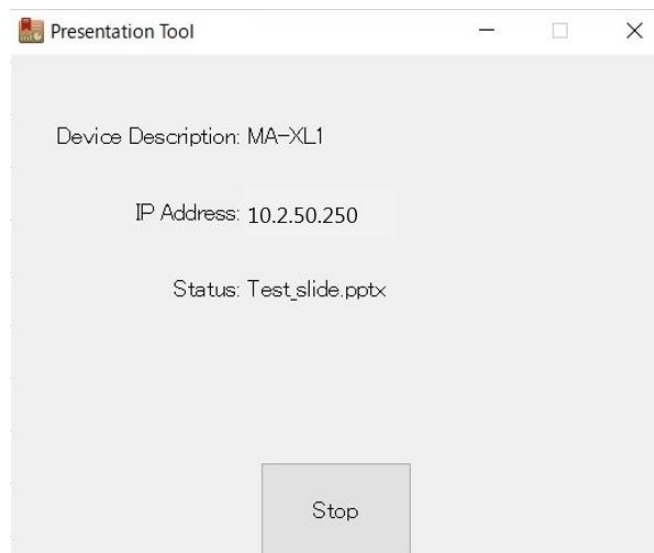 Presentation Tool
Device Description: MA-XL1
IP Address: 10.2.50.250
Status: Test_slide.pptx
Stop